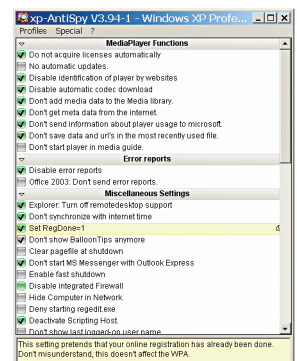 xp-AntiSpy V3.94-1 - Windows XP Profe...
Profiles Special ?
MediaPlayer Functions
Do not acquire licenses automatically
No automatic updates.
Disable identification of player by websites
Disable automatic codec download
Don't add media data to the Media library.
Don't get meta data from the internet.
Don't send information about player usage to microsoft.
Don't save data and url's in the most recently used file.
Don't start player in media guide.
Error reports
Disable error reports
Office 2003: Don't send error reports.
Miscellaneous Settings
Explorer: Turn off remotedesktop support
Don't synchronize with internet time
Set RegDone=1
Don't show BalloonTips anymore
Clear pagefile at shutdown
Don't start MS Messenger with Outlook Express
Enable fast shutdown
Disable integrated Firewall
Hide Computer in Network.
Deny starting regedit.exe
Deactivate Scripting Host.
Don't show last logged-on user name
This setting pretends that your online registration has already been done.
Don't misunderstand, this doesn't affect the WPA.